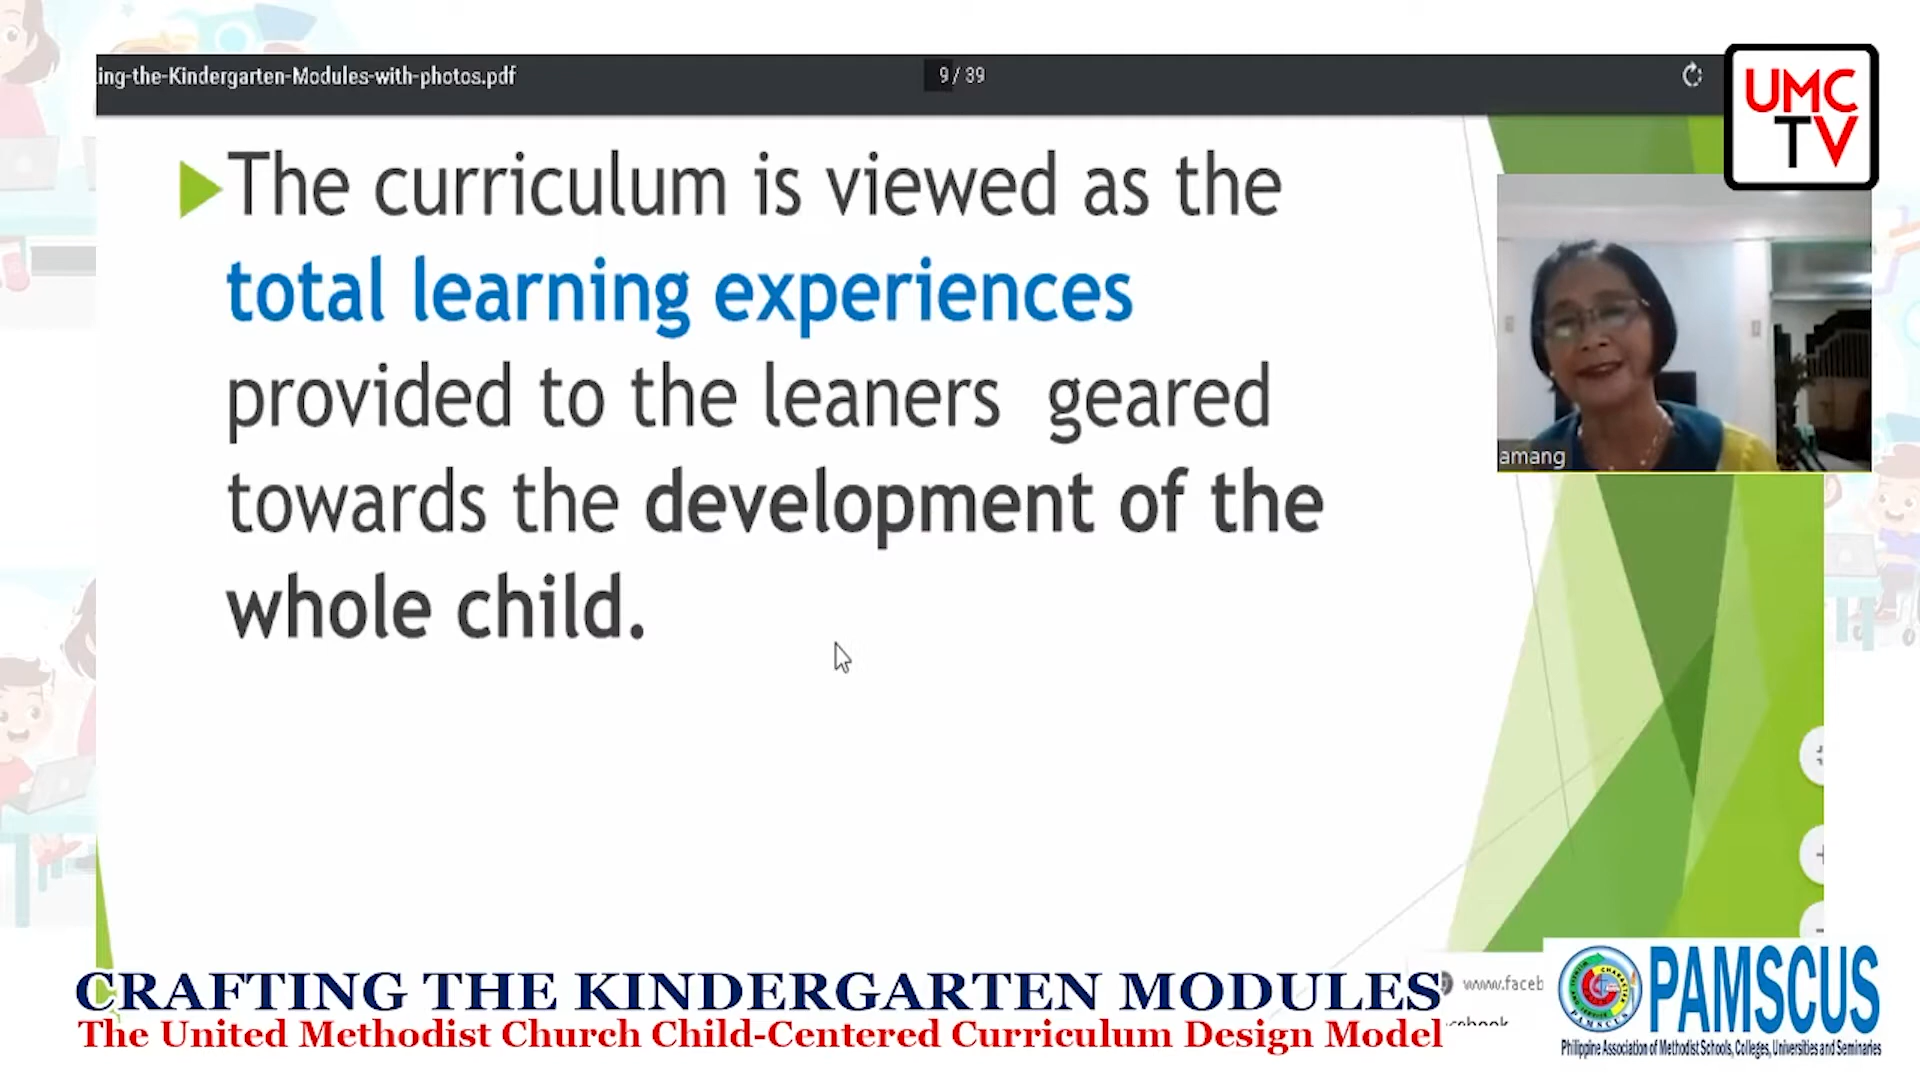 ing-the-Kindergarten-Modules-with-photos.pdf
9 / 39
UMC
TV
The curriculum is viewed as the
total learning experiences
provided to the leaners geared
towards the development of the
whole child.
amang
CRAFTING THE KINDERGARTEN MODULES
The United Methodist Church Child-Centered Curriculum Design Model
www.faceb
PAMSCUS
Philippine Association of Methodist Schools, Colleges, Universities and Seminaries